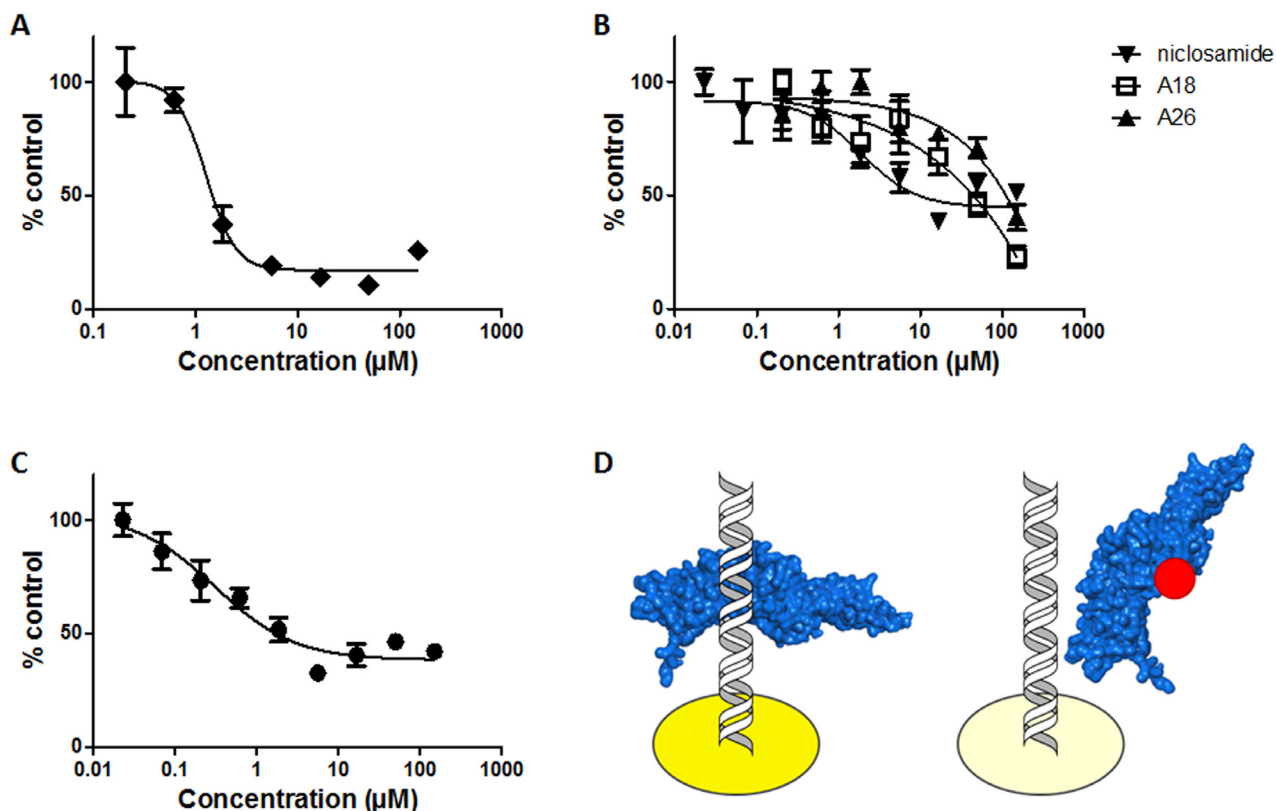 A
% control
100
50
0
0.1 1 10 100 1000
Concentration (µM)
B
% control
100
50
0
0.01 0.1 1 10 100 1000
Concentration (µM)
niclosamide
A18
A26
C
% control
100
50
0
0.01 0.1 1 10 100 1000
Concentration (µM)
D